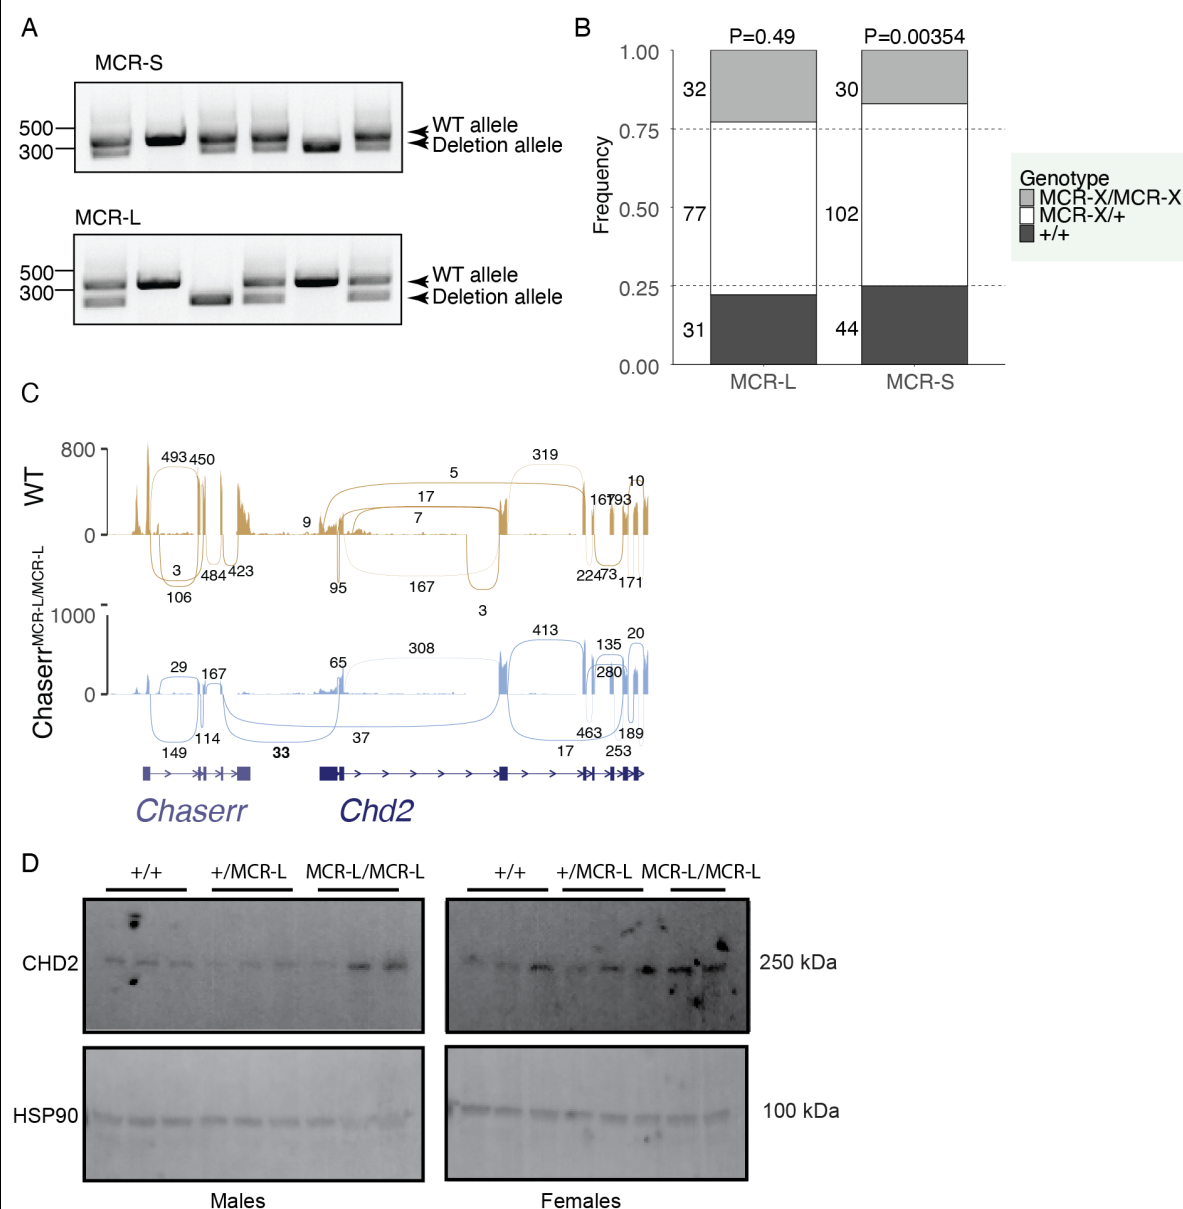 A
MCR-S
500
300
WT allele
Deletion allele
MCR-L
500
300
WT allele
Deletion allele
B
P=0.49 P=0.00354
Frequency
1.00
0.75
0.50
0.25
0.00
32
77
31
30
102
44
MCR-L MCR-S
Genotype
MCR-X/MCR-X
MCR-X/+
+/+
C
WT
800
0
493 450
3
106
484 423
9
5
17
7
95
167
3
319
167 193
10
224 73
171
Chaserr MCR-L/MCR-L
1000
0
29
167
149
114
65
308
33
37
413
135
280
20
463
17
253
189
Chaserr Chd2
D
+/+ +/MCR-L MCR-L/MCR-L +/+ +/MCR-L MCR-L/MCR-L
CHD2 250 kDa
HSP90 100 kDa
Males Females